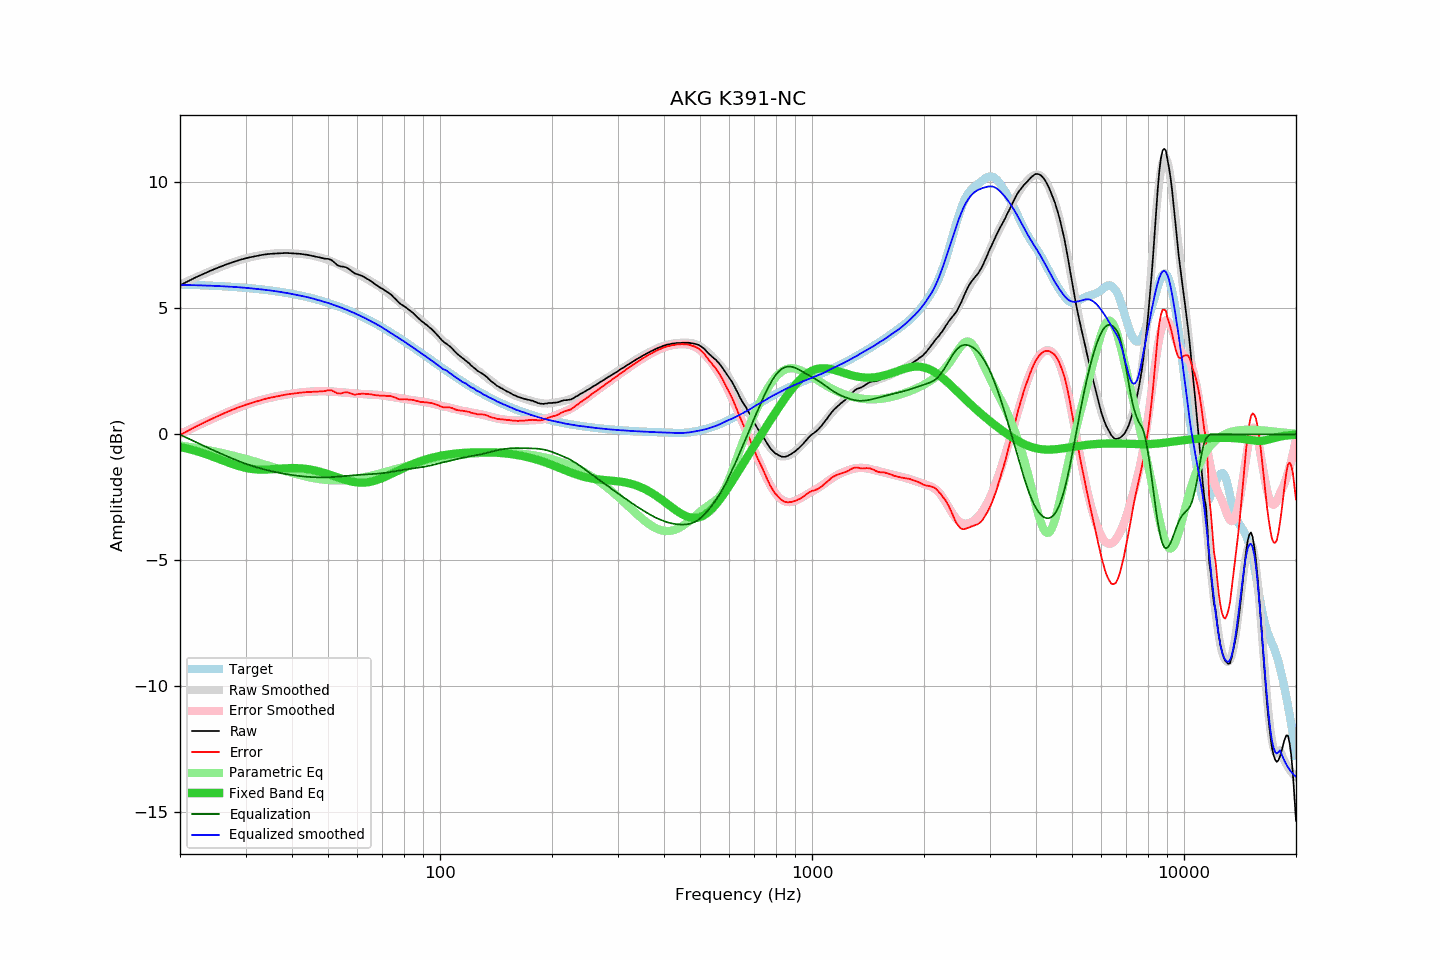 AKG K391-NC
Amplitude (dBr)
10
5
0
−5
−10
−15
Target
Raw Smoothed
Error Smoothed
Raw
Error
Parametric Eq
Fixed Band Eq
Equalization
Equalized smoothed
100
1000
10000
Frequency (Hz)